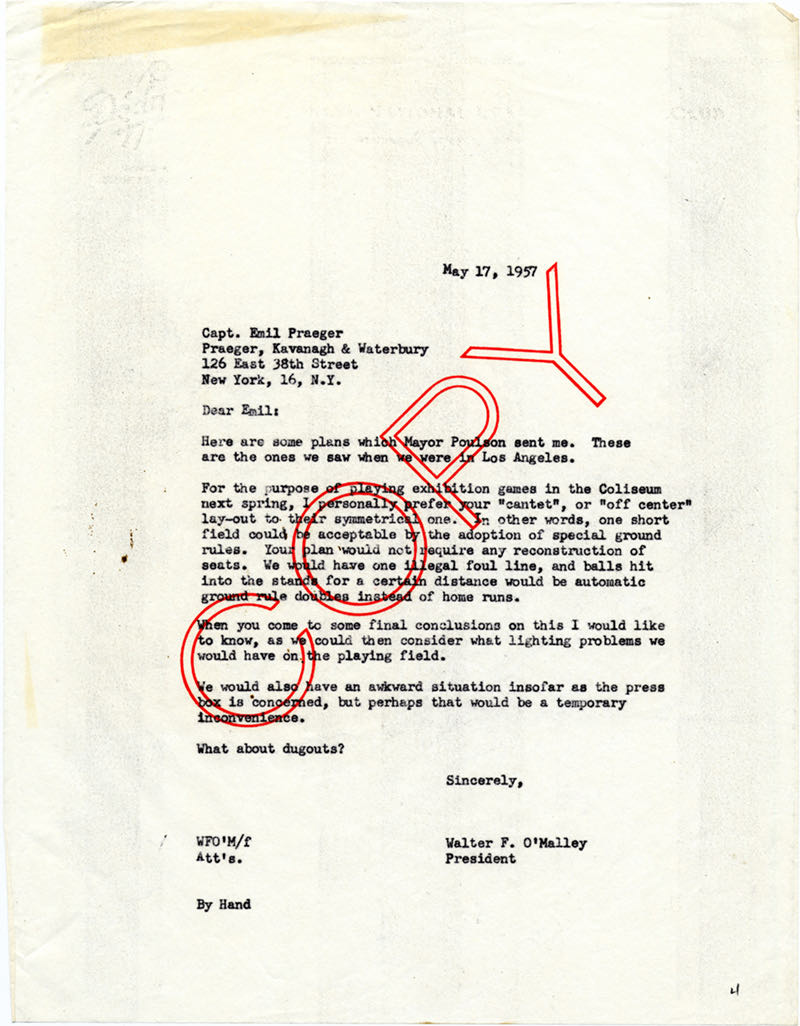 May 17, 1957
Capt. Emil Praeger
Praeger, Kavanagh & Waterbury
126 East 38th Street
New York, 16, N.Y.
Dear Emil:
Here are some plans which Mayor Poulson sent me. These
are the ones we saw when we were in Los Angeles.
For the purpose of playing exhibition games in the Coliseum
next spring, I personally prefer your "cantet", or "off center"
lay-out to their symmetrical one. In other words, one short
field could be acceptable by the adoption of special ground
rules. Your plan would not require any reconstruction of
seats. We would have one illegal foul line, and balls hit
into the stands for a certain distance would be automatic
ground rule doubles instead of home runs.
When you come to some final conclusions on this I would like
to know, as we could then consider what lighting problems we
would have on the playing field.
We would also have an awkward situation insofar as the press
box is concerned, but perhaps that would be a temporary
inconvenience.
What about dugouts?
Sincerely,
WFO'M/f
Att's.
Walter F. O'Malley
President
By Hand
4
COPY